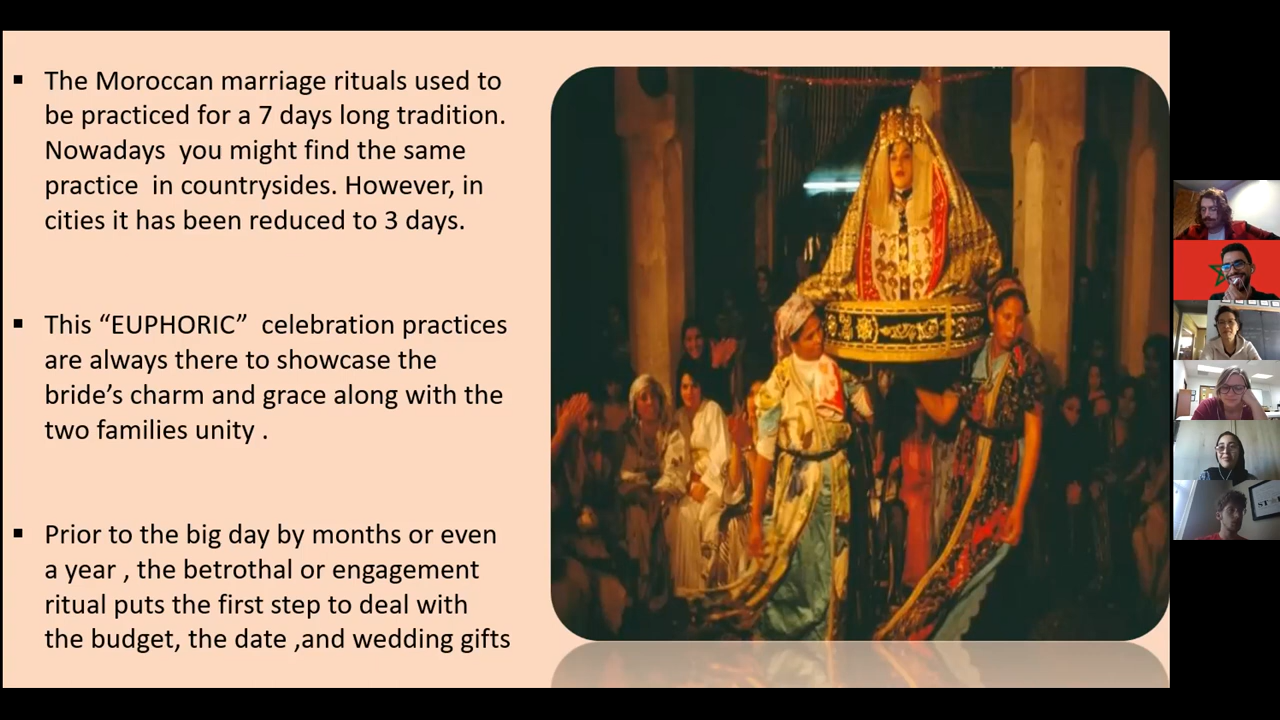 ▪ The Moroccan marriage rituals used to
be practiced for a 7 days long tradition.
Nowadays  you might find the same
practice  in countrysides. However, in
cities it has been reduced to 3 days.
▪ This “EUPHORIC”  celebration practices
are always there to showcase the
bride’s charm and grace along with the
two families unity .
▪ Prior to the big day by months or even
a year , the betrothal or engagement
ritual puts the first step to deal with
the budget, the date ,and wedding gifts